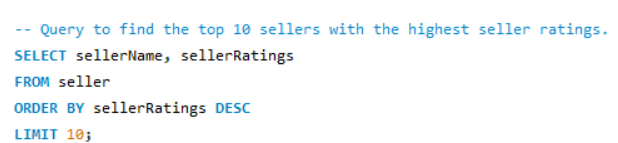 -- Query to find the top 10 sellers with the highest seller ratings.
SELECT sellerName, sellerRatings
FROM seller
ORDER BY sellerRatings DESC
LIMIT 10;